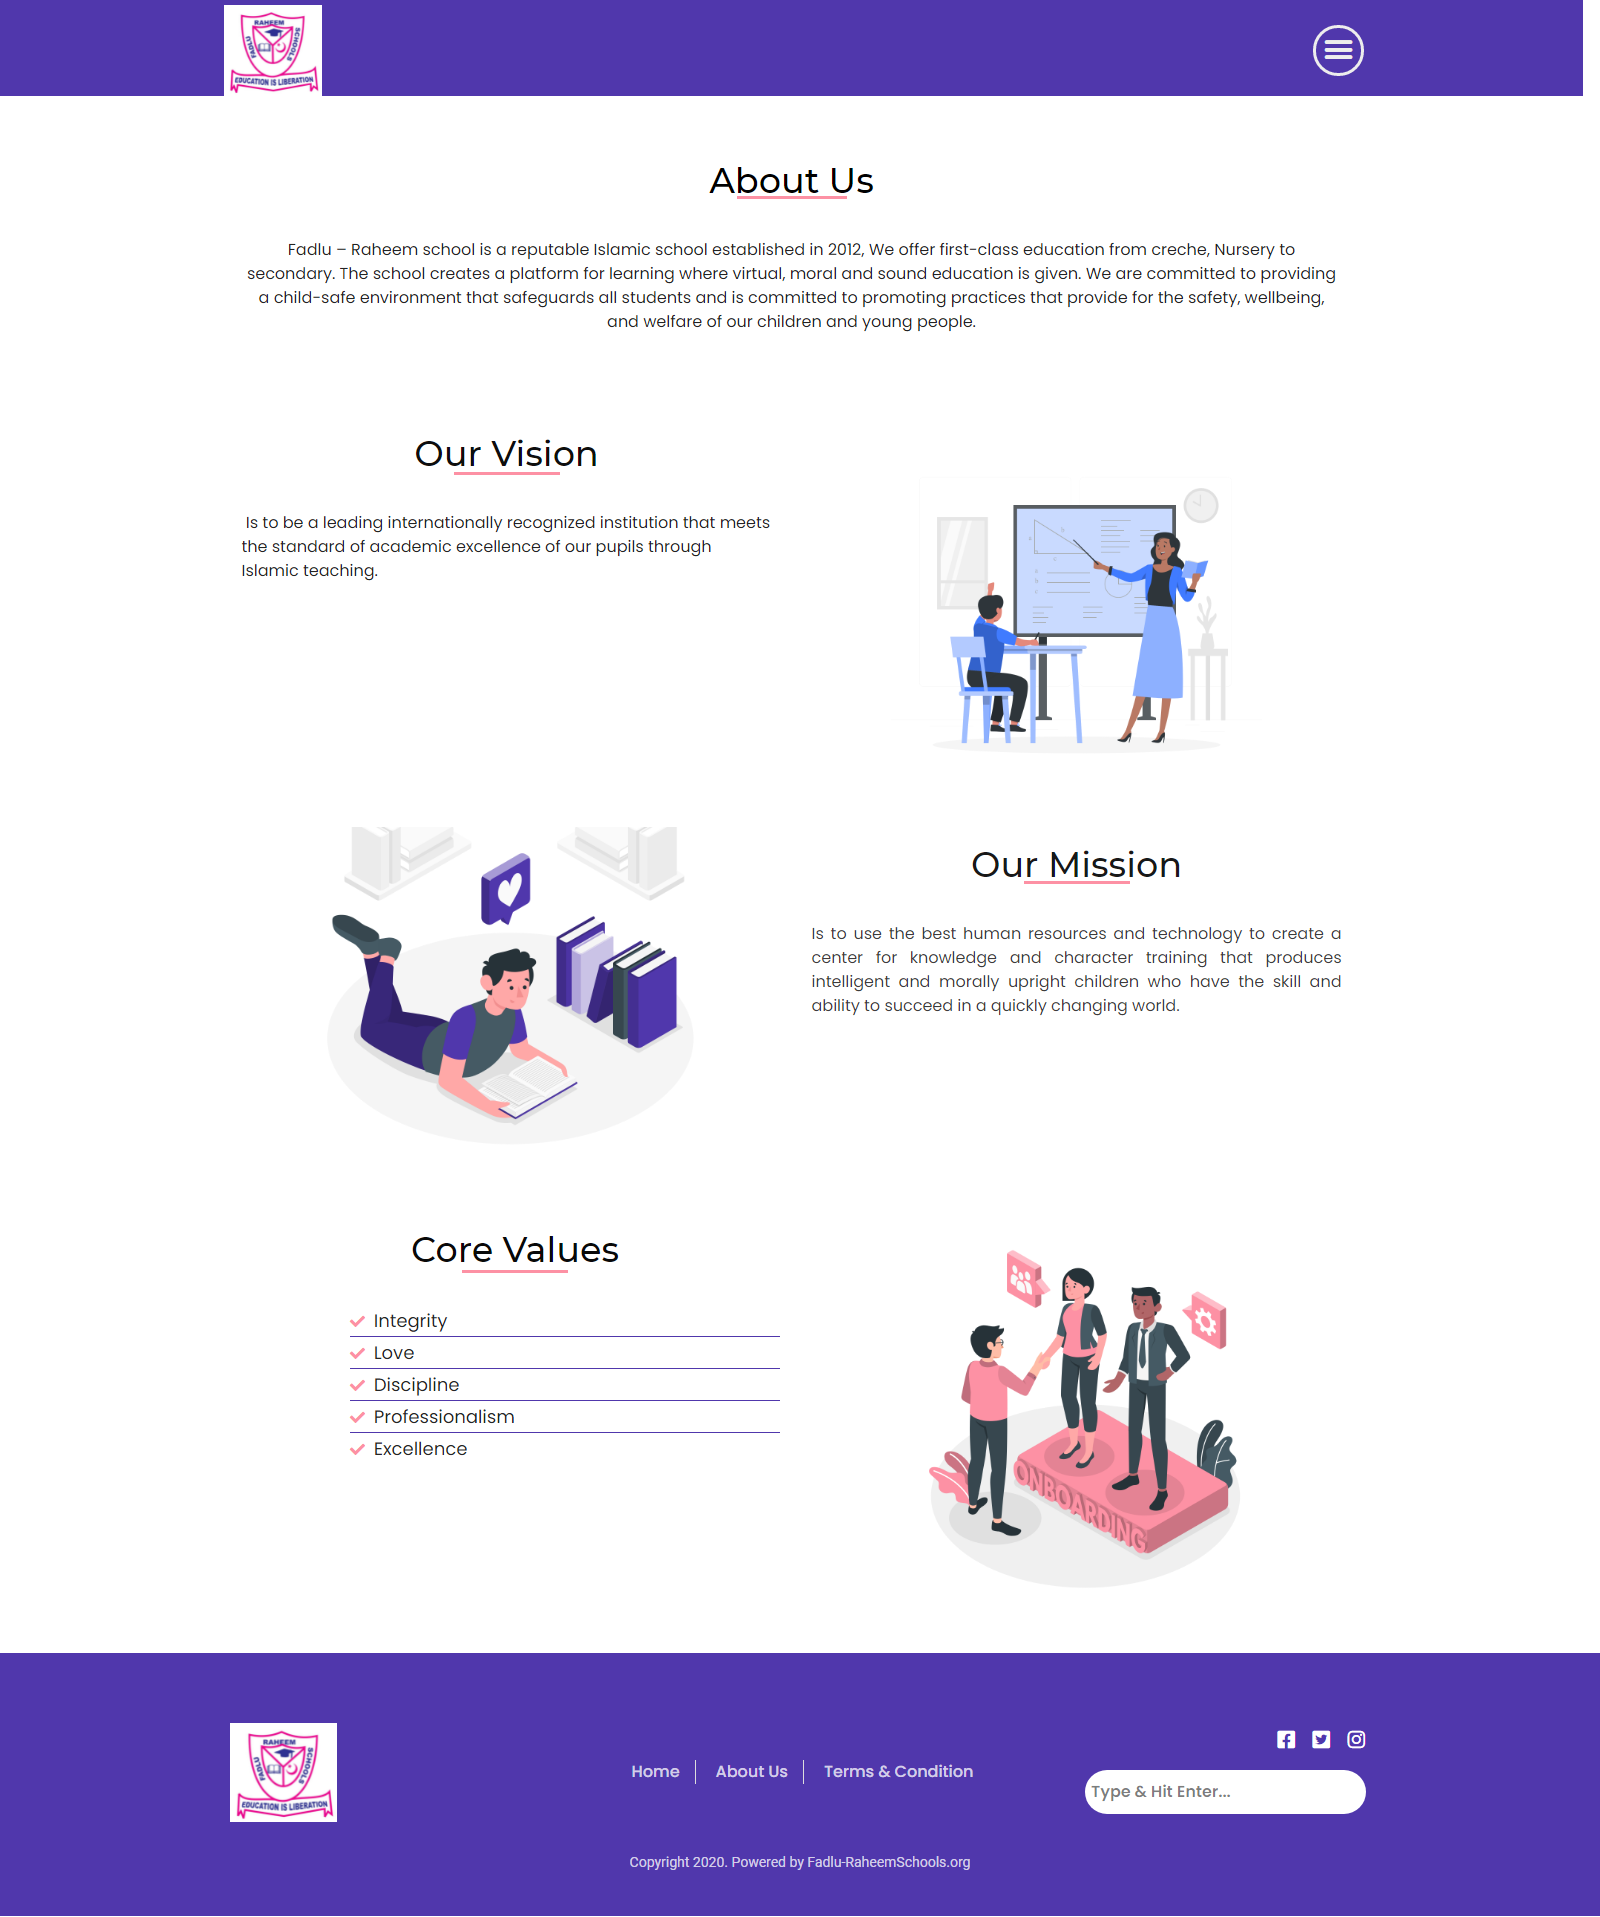 RAHEEM
FADLU
SCHOOLS
EDUCATION IS LIBERATION
About Us
Fadlu – Raheem school is a reputable Islamic school established in 2012, We offer first-class education from creche, Nursery to
secondary. The school creates a platform for learning where virtual, moral and sound education is given. We are committed to providing
a child-safe environment that safeguards all students and is committed to promoting practices that provide for the safety, wellbeing,
and welfare of our children and young people.
Our Vision
Is to be a leading internationally recognized institution that meets
the standard of academic excellence of our pupils through
Islamic teaching.
Our Mission
Is to use the best human resources and technology to create a
center for knowledge and character training that produces
intelligent and morally upright children who have the skill and
ability to succeed in a quickly changing world.
Core Values
Integrity
Love
Discipline
Professionalism
Excellence
ONBOARDING
RAHEEM
FADLU
SCHOOLS
EDUCATION IS LIBERATION
Home
About Us
Terms & Condition
Type & Hit Enter...
Copyright 2020. Powered by Fadlu-RaheemSchools.org